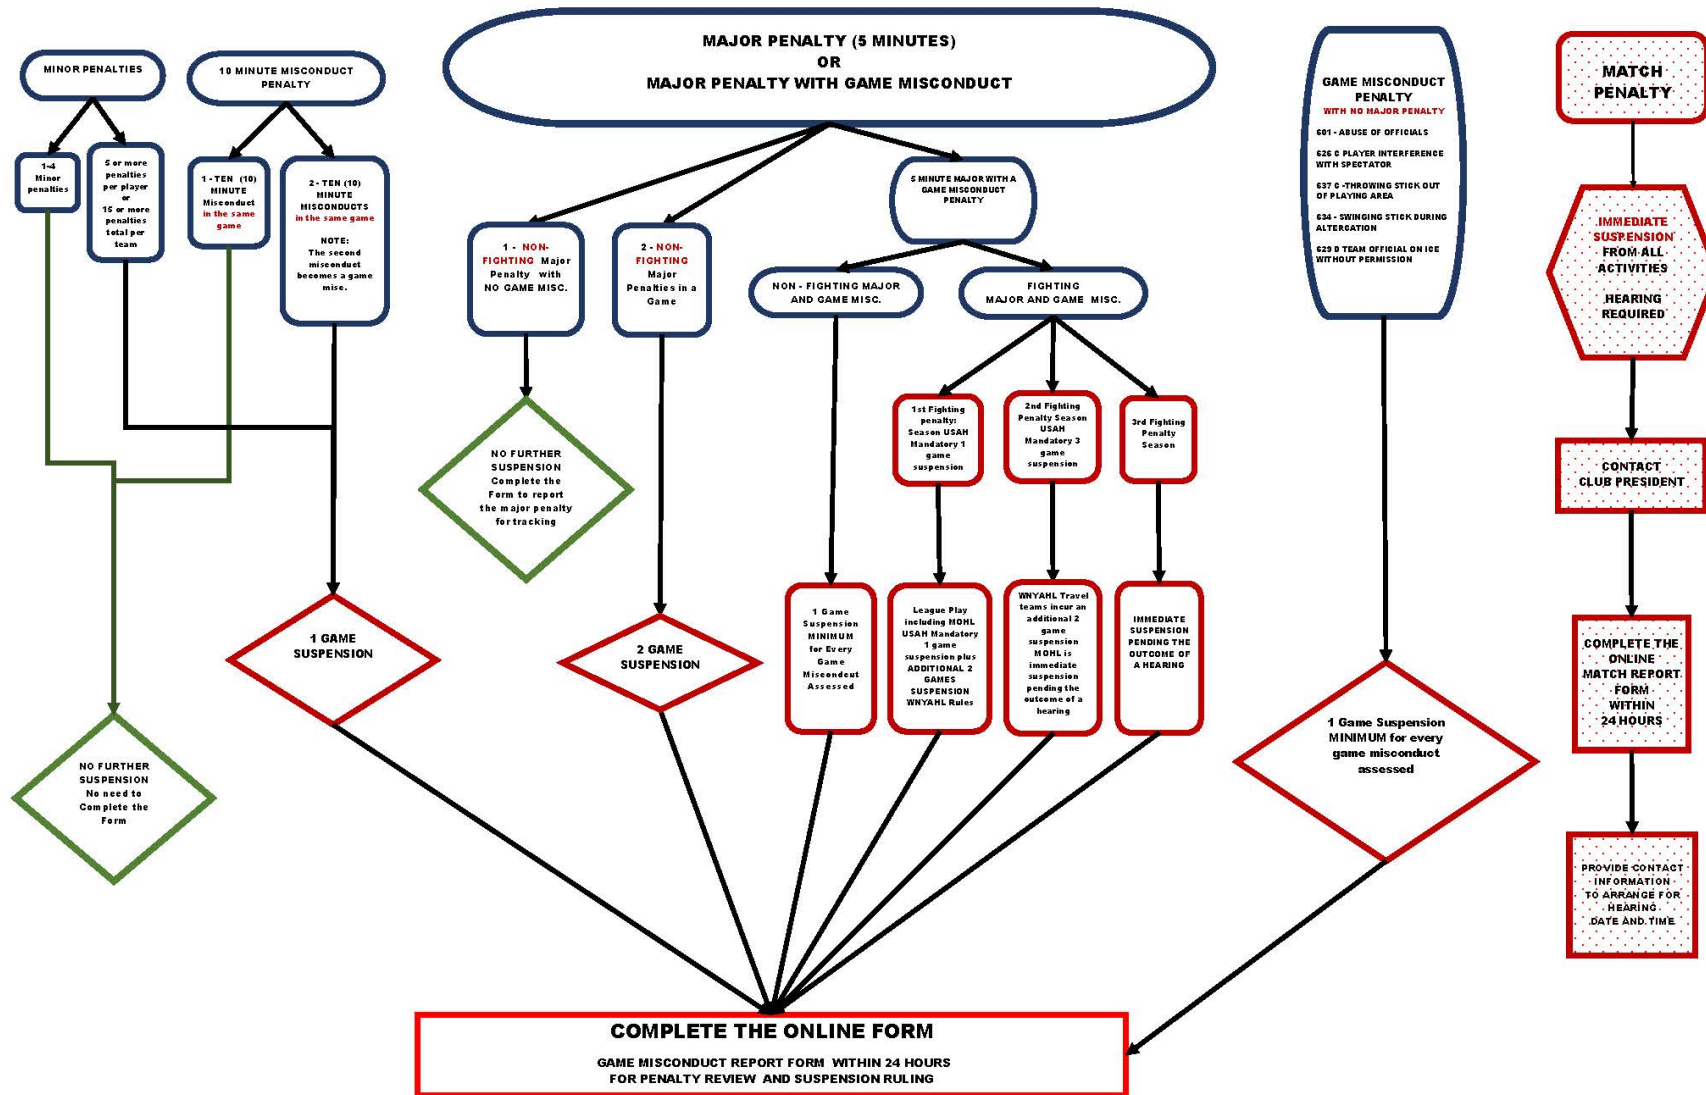 MINOR PENALTIES
1-4
Minor
penalties
5 or more
penalties
per player
or
15 or more
penalties
total per
team
10 MINUTE MISCONDUCT
PENALTY
1 - TEN (10)
MINUTE
Misconduct
in the same
game
2 - TEN (10)
MINUTE
MISCONDUCTS
in the same game
NOTE:
The second
misconduct
becomes a game
misc.
NO FURTHER
SUSPENSION
No need to
Complete the
Form
1 GAME
SUSPENSION
MAJOR PENALTY (5 MINUTES)
OR
MAJOR PENALTY WITH GAME MISCONDUCT
1 - NON-
FIGHTING Major
Penalty with
NO GAME MISC.
NO FURTHER
SUSPENSION
Complete the
Form to report
the major penalty
for tracking
2 - NON-
FIGHTING
Major
Penalties in a
Game
2 GAME
SUSPENSION
5 MINUTE MAJOR WITH A
GAME MISCONDUCT
PENALTY
NON - FIGHTING MAJOR
AND GAME MISC.
1 Game
Suspension
MINIMUM
for Every
Game
Miscondcut
Assessed
FIGHTING
MAJOR AND GAME MISC.
1st Fighting
penalty:
Season USAH
Mandatory 1
game
suspension
League Play
including MOHL
USAH Mandatory
1 game
suspension plus
ADDITIONAL 2
GAMES
SUSPENSION
WNYAHL Rules
2nd Fighting
Penalty Season
USAH
Mandatory 3
game
suspension
WNYAHL Travel
teams incur an
additional 2
game
suspension
MOHL is
immediate
suspension
pending the
outcome of a
hearing
3rd Fighting
Penalty
Season
IMMEDIATE
SUSPENSION
PENDING THE
OUTCOME OF
A HEARING
GAME MISCONDUCT
PENALTY
WITH NO MAJOR PENALTY
601 - ABUSE OF OFFICIALS
626 C PLAYER INTERFERENCE
WITH SPECTATOR
637 C -THROWING STICK OUT
OF PLAYING AREA
634 - SWINGING STICK DURING
ALTERCATION
629 D TEAM OFFICIAL ON ICE
WITHOUT PERMISSION
1 Game Suspension
MINIMUM for every
game misconduct
assessed
MATCH
PENALTY
IMMEDIATE
SUSPENSION
FROM ALL
ACTIVITIES
HEARING
REQUIRED
CONTACT
CLUB PRESIDENT
COMPLETE THE
ONLINE
MATCH REPORT
FORM
WITHIN
24 HOURS
PROVIDE CONTACT
INFORMATION
TO ARRANGE FOR
HEARING
DATE AND TIME
COMPLETE THE ONLINE FORM
GAME MISCONDUCT REPORT FORM WITHIN 24 HOURS
FOR PENALTY REVIEW AND SUSPENSION RULING